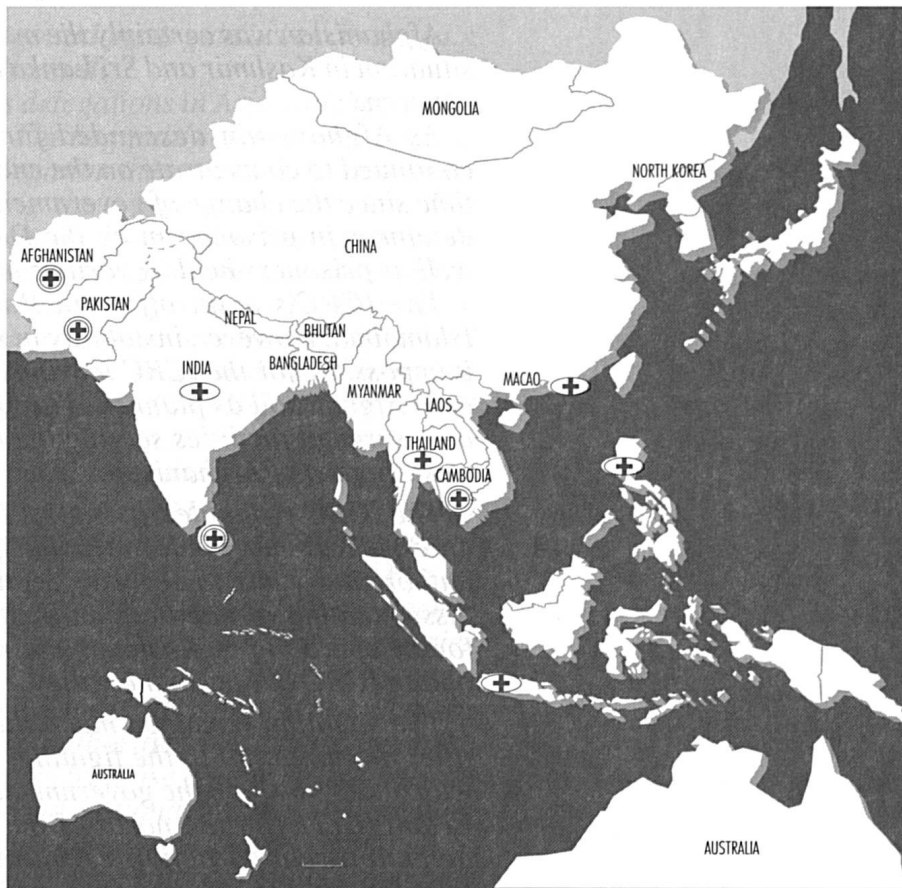 MONGOLIA
NORTH KOREA
CHINA
AFGHANISTAN
PAKISTAN
NEPAL
BHUTAN
BANGLADESH
INDIA
MYANMAR
MACAO
LAOS
THAILAND
CAMBODIA
AUSTRALIA
AUSTRALIA